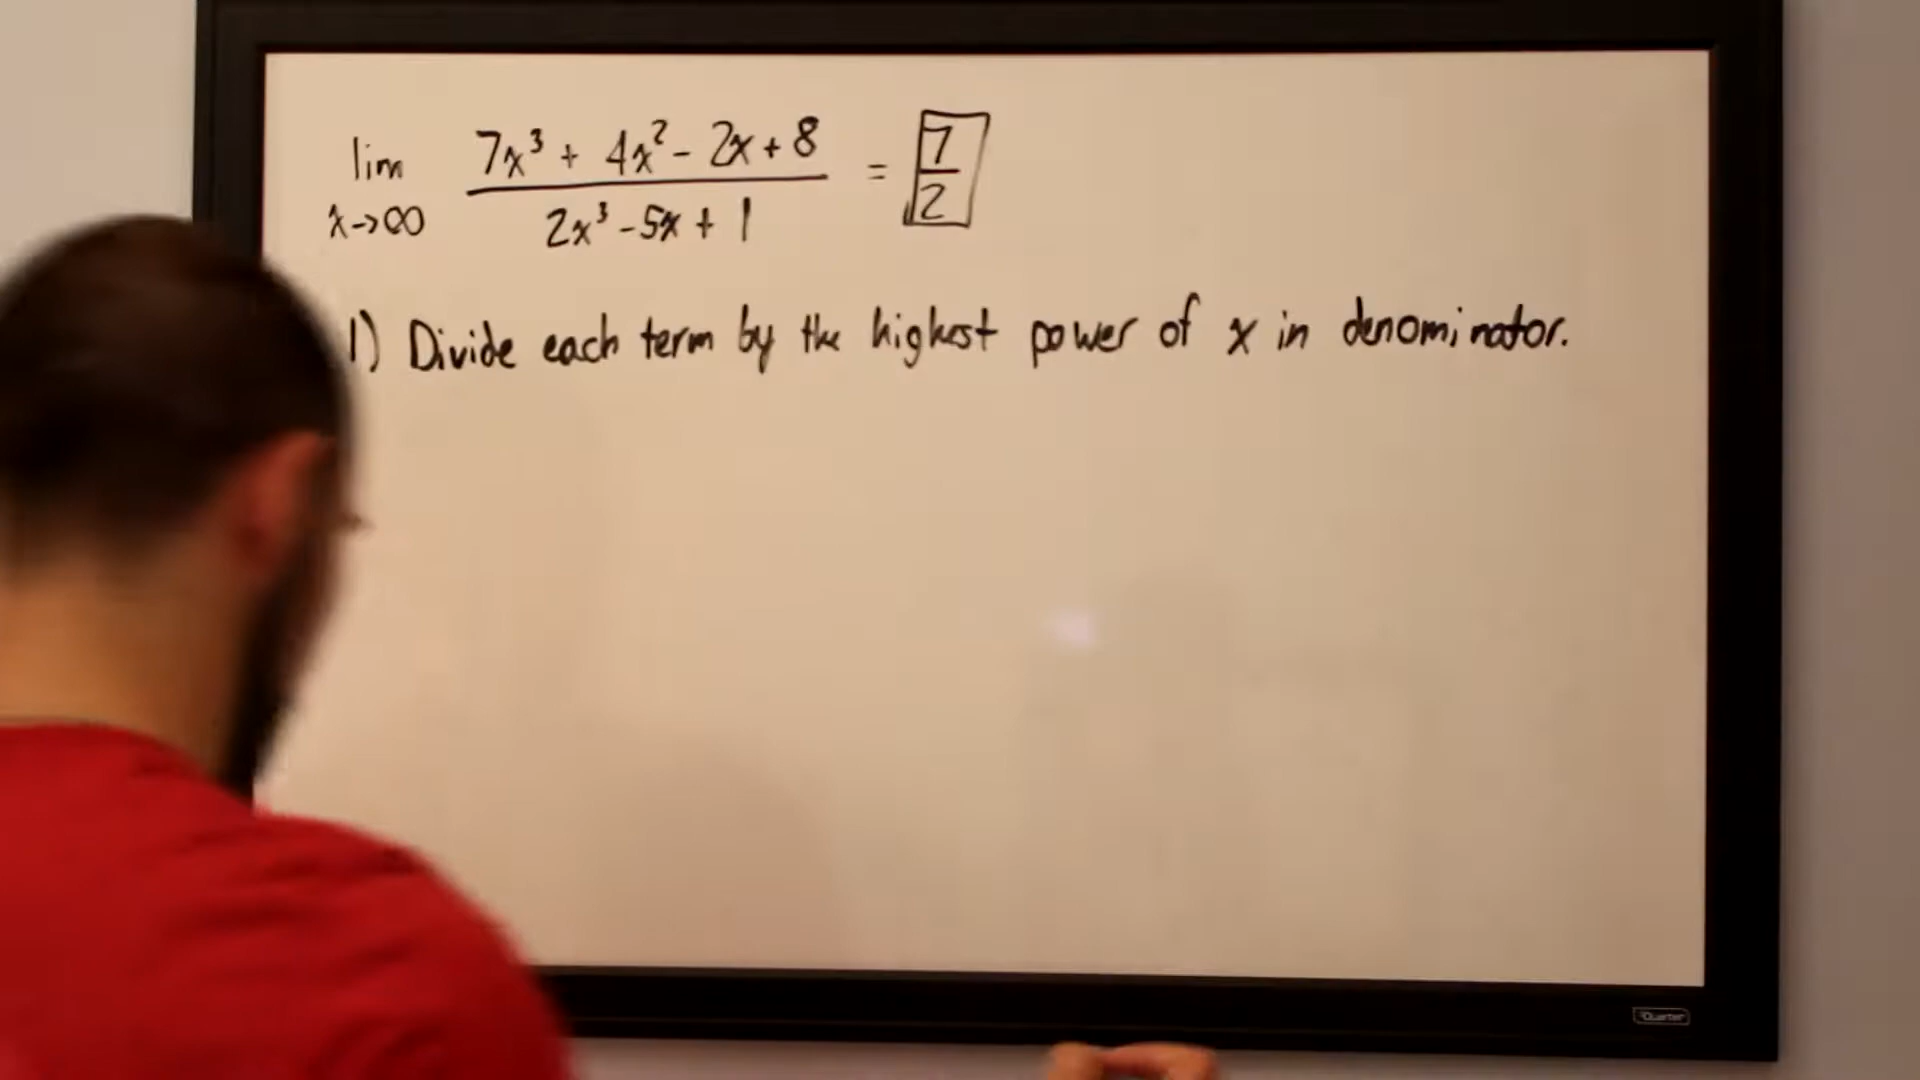 lim x→∞ (7x³ + 4x² - 2x + 8) / (2x³ - 5x + 1) = 7/2
1) Divide each term by the highest power of x in denominator.
Quartet